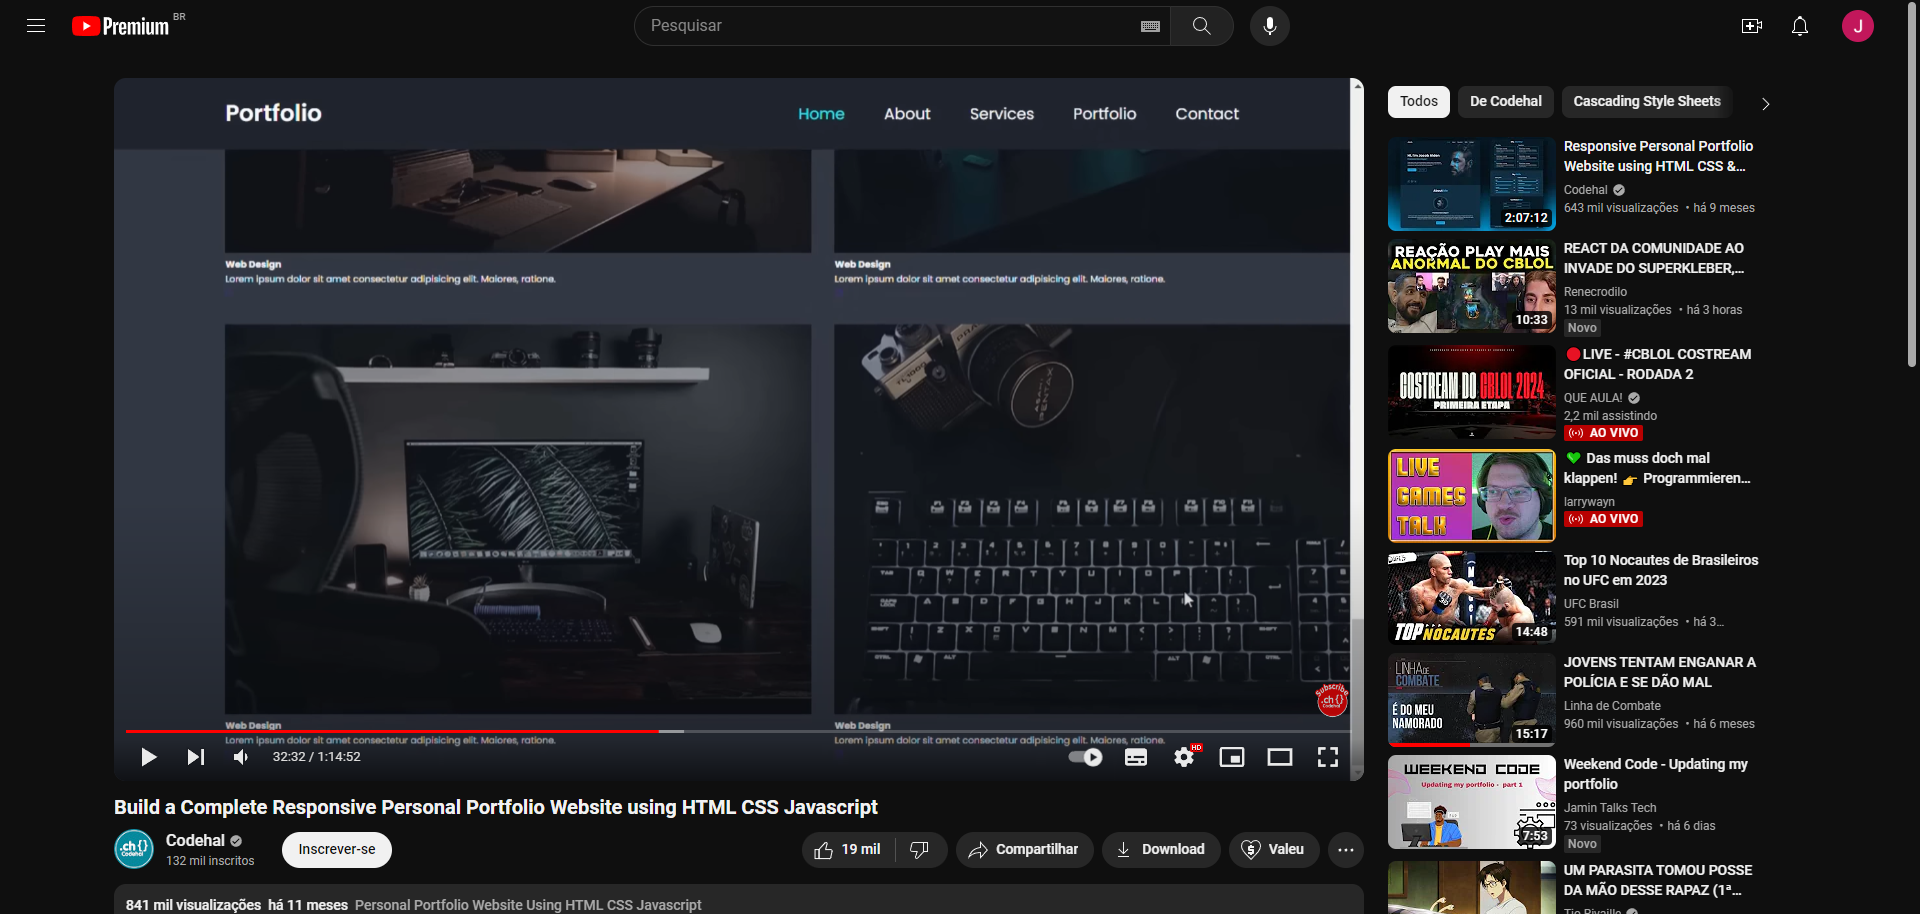 Premium BR
Pesquisar
J
Portfolio
Home About Services Portfolio Contact
Web Design
Lorem ipsum dolor sit amet consectetur adipisicing elit. Maiores, ratione.
Web Design
Lorem ipsum dolor sit amet consectetur adipisicing elit. Maiores, ratione.
PENTAX
Web Design
Lorem ipsum dolor sit amet consectetur adipisicing elit. Maiores, ratione.
Web Design
Lorem ipsum dolor sit amet consectetur adipisicing elit. Maiores, ratione.
Subscribe
.ch{}
Codehal
32:32 / 1:14:52
HD
Build a Complete Responsive Personal Portfolio Website using HTML CSS Javascript
.ch{}
Codehal
Codehal
132 mil inscritos
Inscrever-se
19 mil
Compartilhar
Download
Valeu
841 mil visualizações há 11 meses Personal Portfolio Website Using HTML CSS Javascript
Todos
De Codehal
Cascading Style Sheets
2:07:12
Responsive Personal Portfolio
Website using HTML CSS &...
Codehal
643 mil visualizações • há 9 meses
REAÇÃO PLAY MAIS
ANORMAL DO CBLOL
10:33
REACT DA COMUNIDADE AO
INVADE DO SUPERKLEBER,...
Renecrodilo
13 mil visualizações • há 3 horas
Novo
COSTREAM DO CBLOL 2024
PRIMEIRA ETAPA
LIVE - #CBLOL COSTREAM
OFICIAL - RODADA 2
QUE AULA!
2,2 mil assistindo
AO VIVO
LIVE
GAMES
TALK
Das muss doch mal
klappen! Programmieren...
larrywayn
AO VIVO
TOP NOCAUTES
14:48
Top 10 Nocautes de Brasileiros
no UFC em 2023
UFC Brasil
591 mil visualizações • há 3...
LINHA DE
COMBATE
É DO MEU
NAMORADO
15:17
JOVENS TENTAM ENGANAR A
POLÍCIA E SE DÃO MAL
Linha de Combate
960 mil visualizações • há 6 meses
WEEKEND CODE
Updating my portfolio - part 1
7:53
Weekend Code - Updating my
portfolio
Jamin Talks Tech
73 visualizações • há 6 dias
Novo
UM PARASITA TOMOU POSSE
DA MÃO DESSE RAPAZ (1ª...